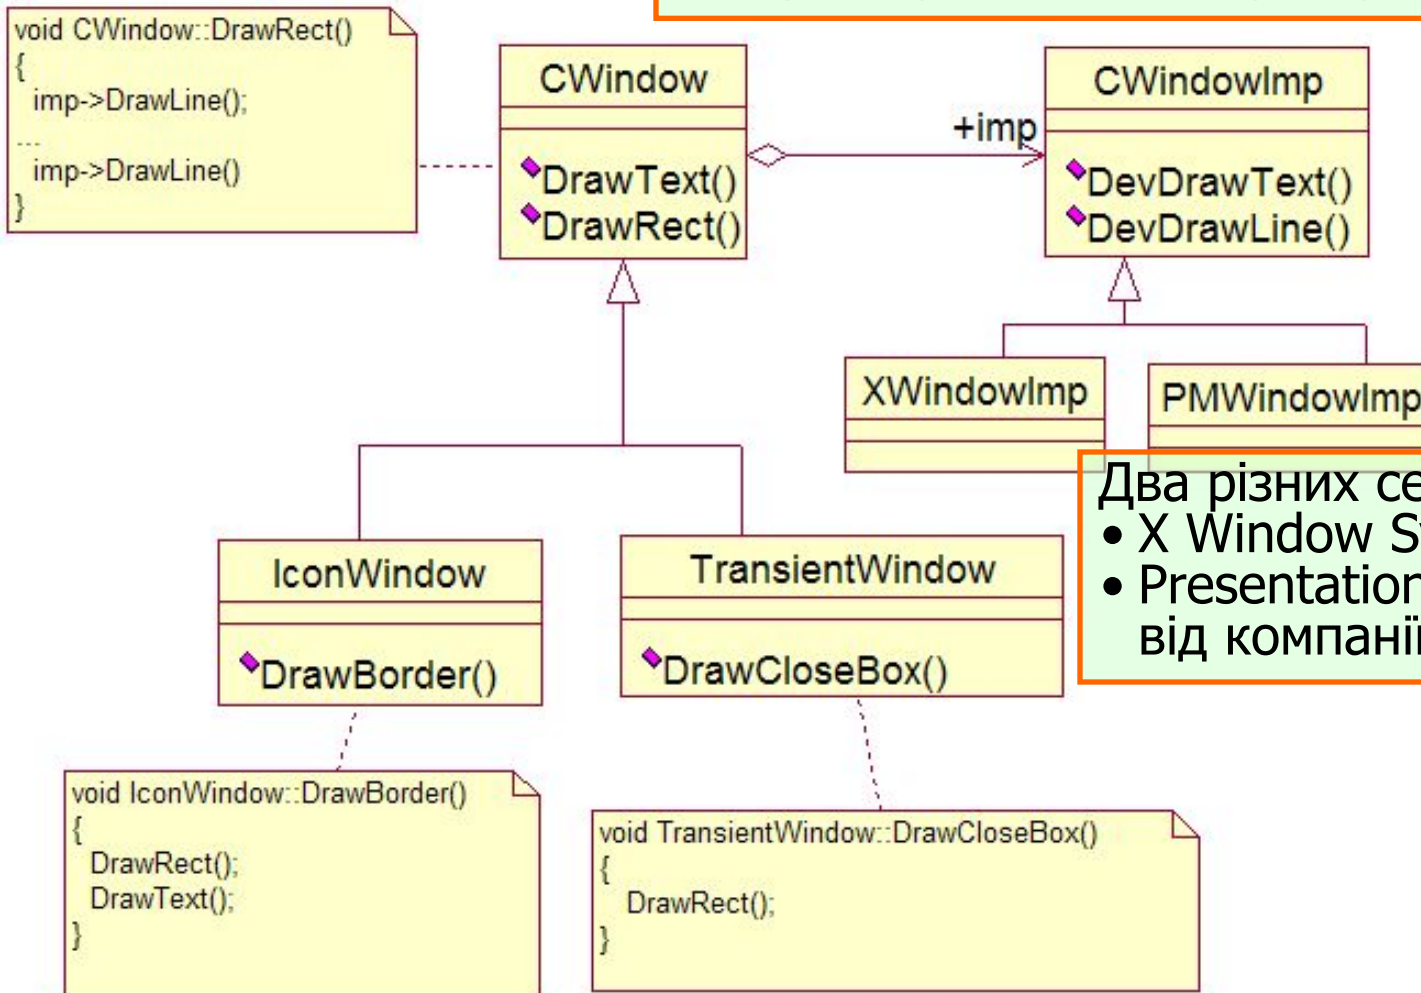 void CWindow::DrawRect()
{
imp->DrawLine();
...
imp->DrawLine()
}
CWindow
DrawText()
DrawRect()
+imp
CWindowImp
DevDrawText()
DevDrawLine()
XWindowImp
PMWindowImp
Два різних
• X Window
• Presentation
від компанії
IconWindow
DrawBorder()
TransientWindow
DrawCloseBox()
void IconWindow::DrawBorder()
{
DrawRect();
DrawText();
}
void TransientWindow::DrawCloseBox()
{
DrawRect();
}